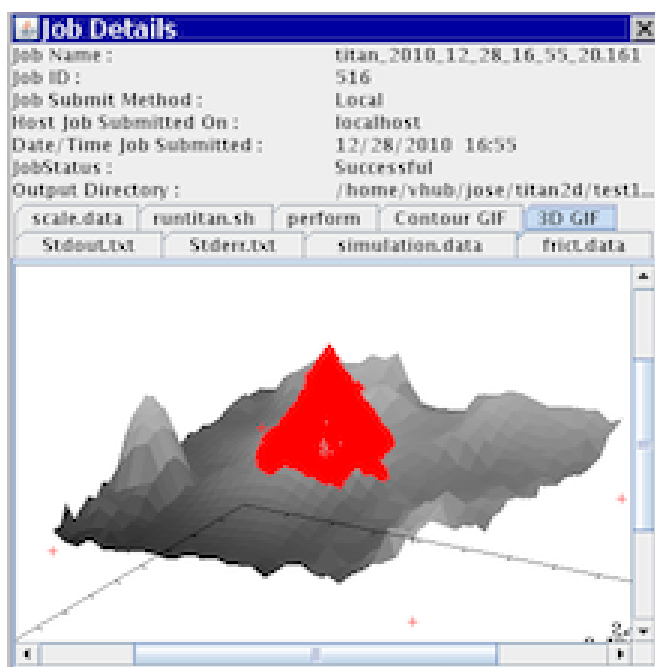 Job Details
Job Name : titan_2010_12_28_16_55_20.161
Job ID : 516
Job Submit Method : Local
Host Job Submitted On : localhost
Date/Time Job Submitted : 12/28/2010 16:55
JobStatus : Successful
Output Directory : /home/vhub/jose/titan2d/test1...
scale.data runtitan.sh perform Contour GIF 3D GIF
Stdout.txt Stderr.txt simulation.data frict.data